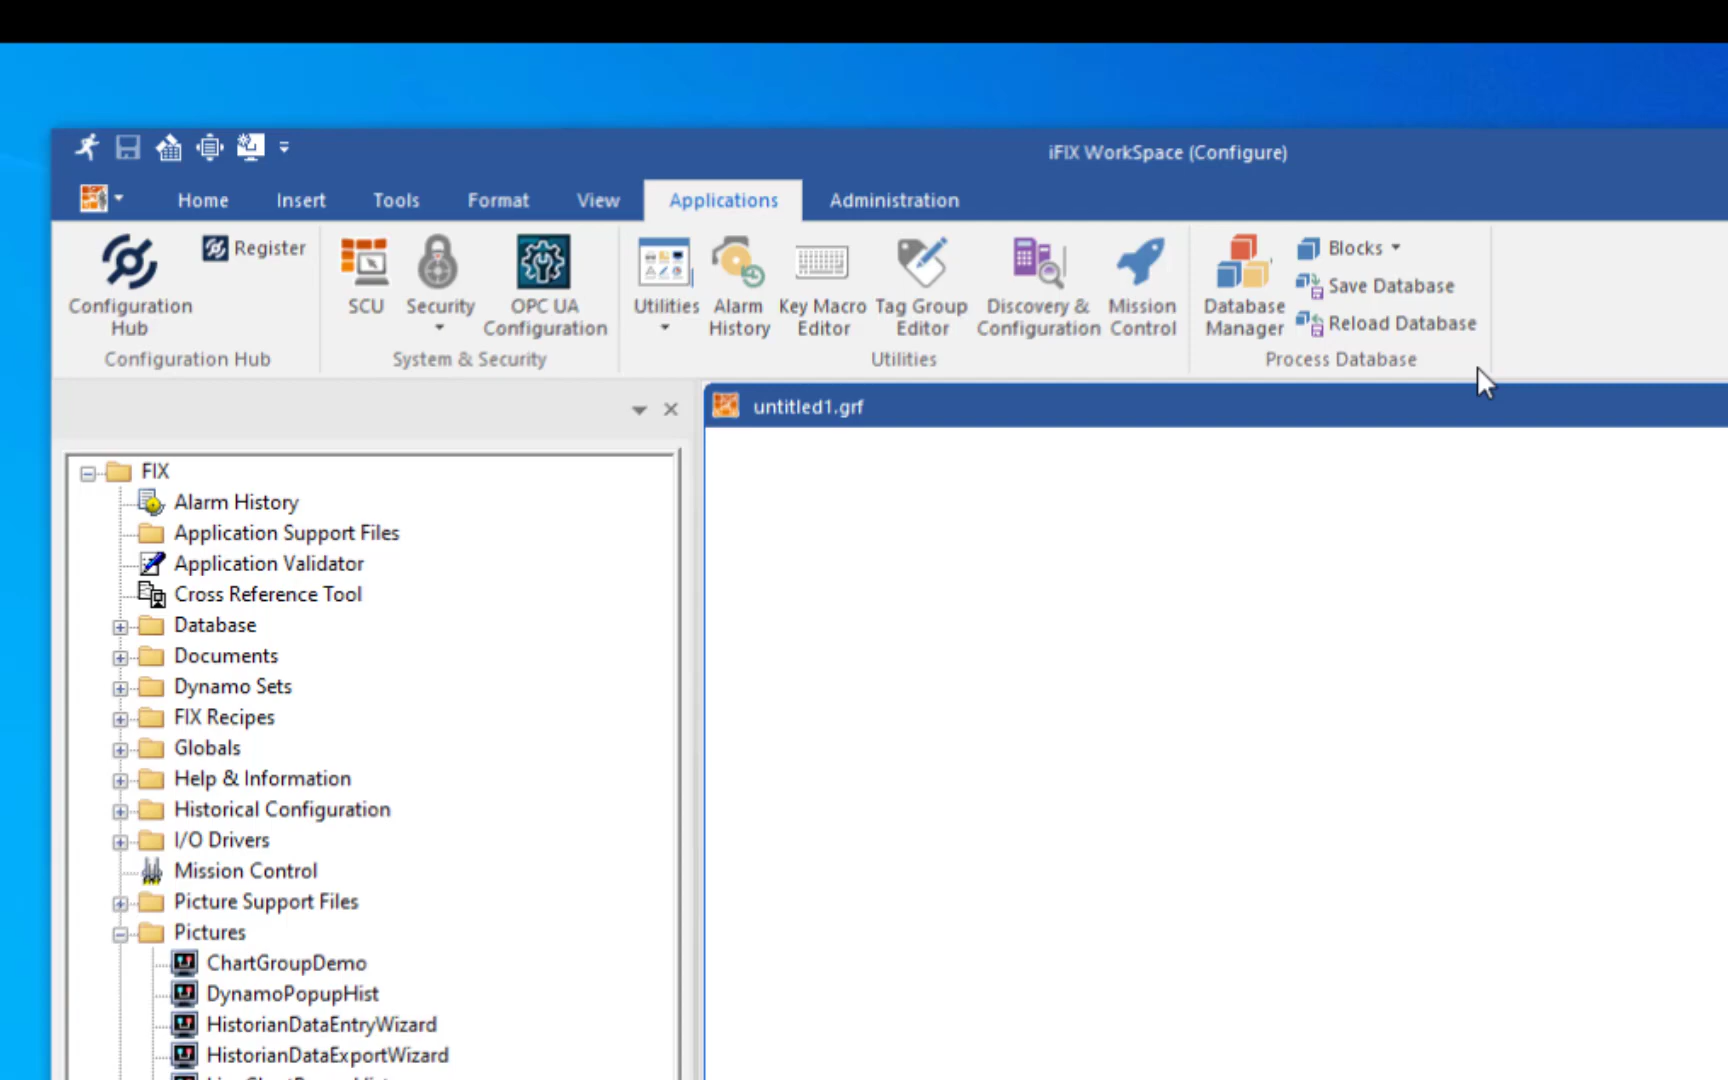 iFIX WorkSpace (Configure)
Home Insert Tools Format View Applications Administration
Configuration Hub
Register
SCU
Security
OPC UA Configuration
Utilities
Alarm History
Key Macro Editor
Tag Group Editor
Discovery & Configuration
Mission Control
Database Manager
Blocks
Save Database
Reload Database
Configuration Hub
System & Security
Utilities
Process Database
untitled1.grf
FIX
Alarm History
Application Support Files
Application Validator
Cross Reference Tool
Database
Documents
Dynamo Sets
FIX Recipes
Globals
Help & Information
Historical Configuration
I/O Drivers
Mission Control
Picture Support Files
Pictures
ChartGroupDemo
DynamoPopupHist
HistorianDataEntryWizard
HistorianDataExportWizard